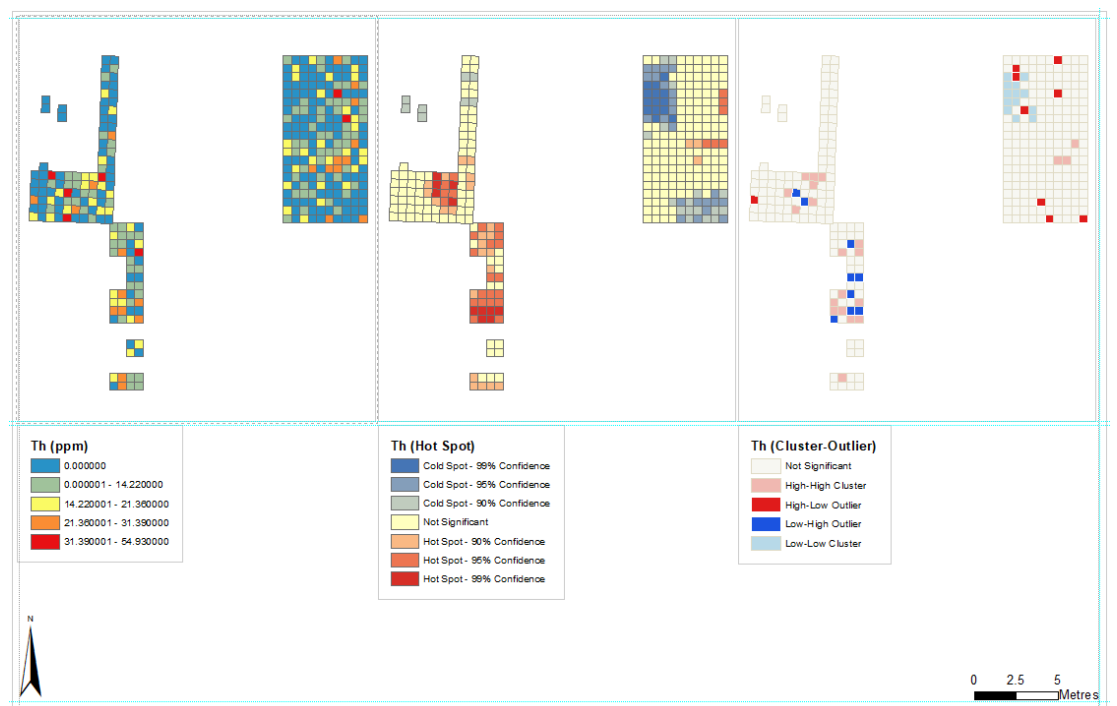 Th (ppm)
0.000000
0.000001 - 14.220000
14.220001 - 21.360000
21.360001 - 31.390000
31.390001 - 54.930000
Th (Hot Spot)
Cold Spot - 99% Confidence
Cold Spot - 95% Confidence
Cold Spot - 90% Confidence
Not Significant
Hot Spot - 90% Confidence
Hot Spot - 95% Confidence
Hot Spot - 99% Confidence
Th (Cluster-Outlier)
Not Significant
High-High Cluster
High-Low Outlier
Low-High Outlier
Low-Low Cluster
N
0 2.5 5
Metres